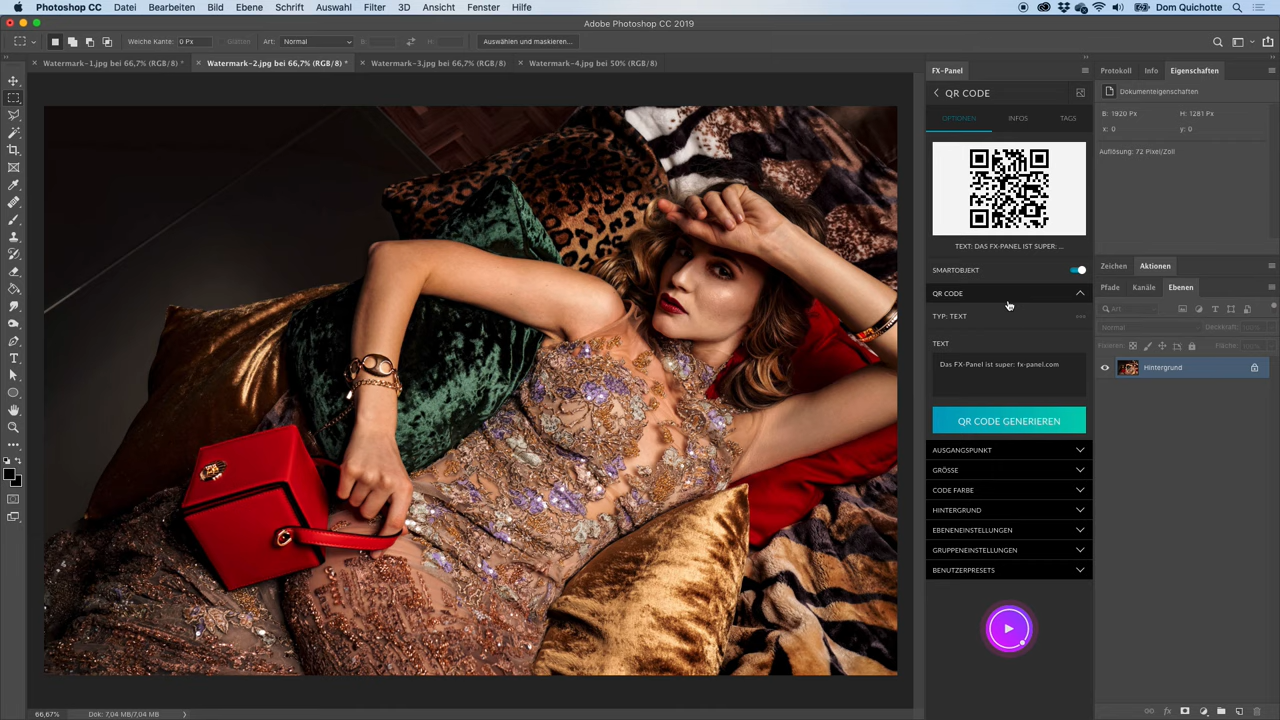 Photoshop CC Datei Bearbeiten Bild Ebene Schrift Auswahl Filter 3D Ansicht Fenster Hilfe Dom Quichotte
Adobe Photoshop CC 2019
Weiche Kante: 0 Px Glätten Art: Normal B: H: Auswählen und maskieren...
Watermark-1.jpg bei 66,7% (RGB/8) * Watermark-2.jpg bei 66,7% (RGB/8) * Watermark-3.jpg bei 66,7% (RGB/8) Watermark-4.jpg bei 50% (RGB/8)
FX-Panel
QR CODE
OPTIONEN INFOS TAGS
TEXT: DAS FX-PANEL IST SUPER: ...
SMARTOBJEKT
QR CODE
TYP: TEXT
TEXT
Das FX-Panel ist super: fx-panel.com
QR CODE GENERIEREN
AUSGANGSPUNKT
GRÖSSE
CODE FARBE
HINTERGRUND
EBENENEINSTELLUNGEN
GRUPPENEINSTELLUNGEN
BENUTZERPRESETS
Protokoll Info Eigenschaften
Dokumenteigenschaften
B: 1920 Px H: 1281 Px
x: 0 y: 0
Auflösung: 72 Pixel/Zoll
Zeichen Aktionen
Pfade Kanäle Ebenen
Art
Normal Deckkraft: 100%
Fixieren: Fläche: 100%
Hintergrund
66,67% Dok: 7,04 MB/7,04 MB